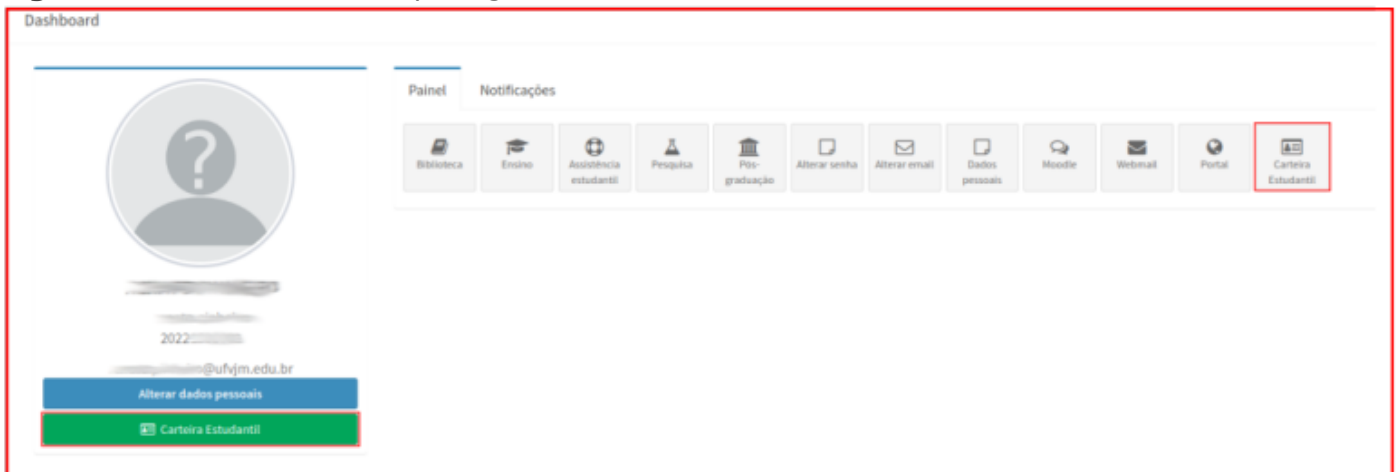 Dashboard
Painel Notificações
Biblioteca
Ensino
Assistência
estudantil
Pesquisa
Pós-
graduação
Alterar senha
Alterar email
Dados
pessoais
Moodle
Webmail
Portal
Carteira
Estudantil
2022
@ufvjm.edu.br
Alterar dados pessoais
Carteira Estudantil